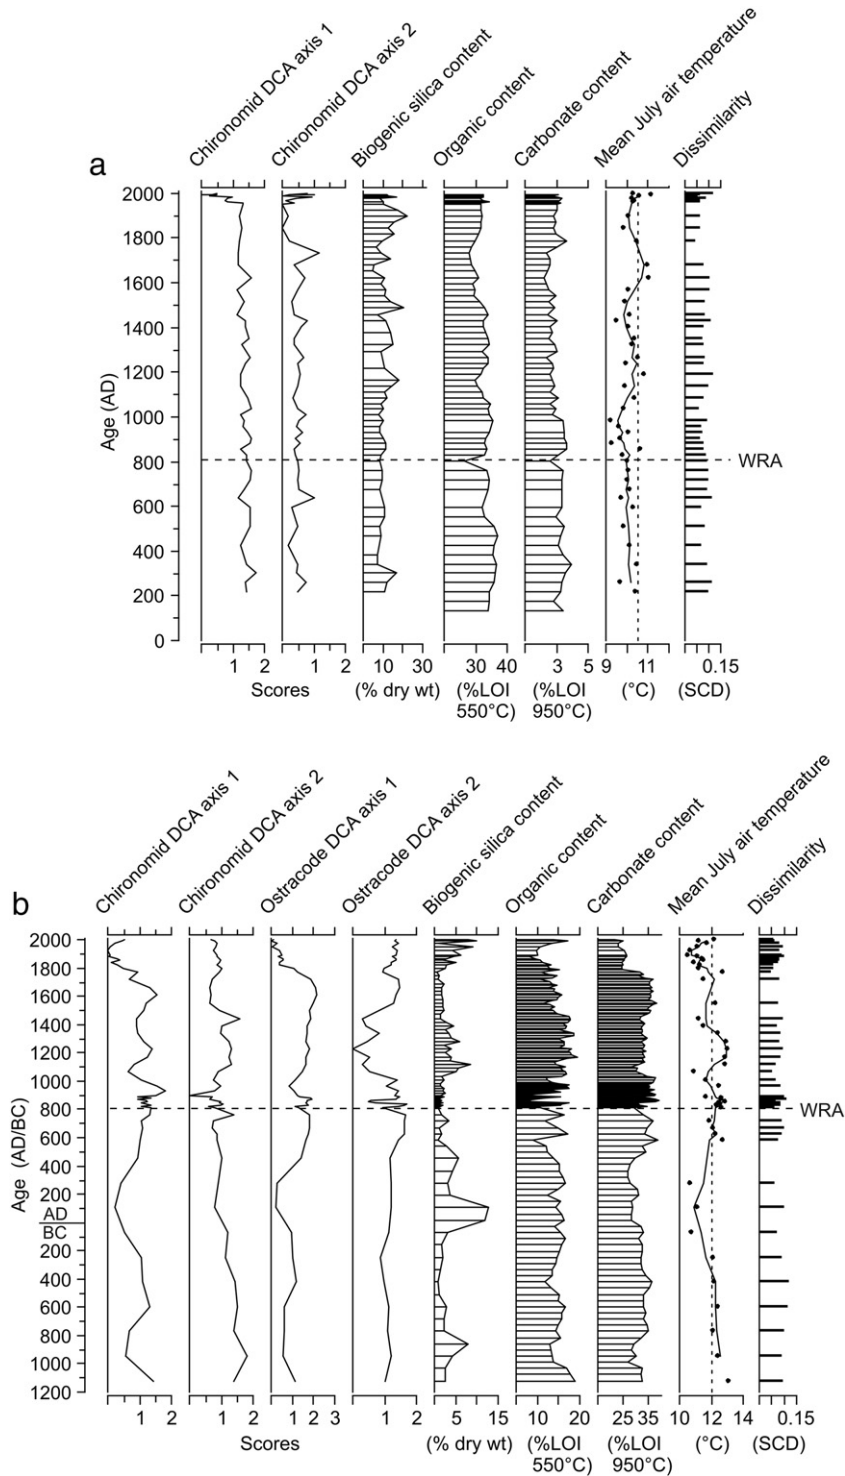 a
Chironomid DCA axis 1
Chironomid DCA axis 2
Biogenic silica content
Organic content
Carbonate content
Mean July air temperature
Dissimilarity
Age (AD)
2000
1800
1600
1400
1200
1000
800
600
400
200
0
WRA
1 2
1 2
10 30
30 40
3 5
9 11
0.15
Scores
(% dry wt)
(%LOI 550°C)
(%LOI 950°C)
(°C)
(SCD)
b
Chironomid DCA axis 1
Chironomid DCA axis 2
Ostracode DCA axis 1
Ostracode DCA axis 2
Biogenic silica content
Organic content
Carbonate content
Mean July air temperature
Dissimilarity
Age (AD/BC)
2000
1800
1600
1400
1200
1000
800
600
400
200
AD
BC
200
400
600
800
1000
1200
WRA
1 2
1 2
1 2 3
1
5 15
10 20
25 35
10 12 14
0.15
Scores
(% dry wt)
(%LOI 550°C)
(%LOI 950°C)
(°C)
(SCD)